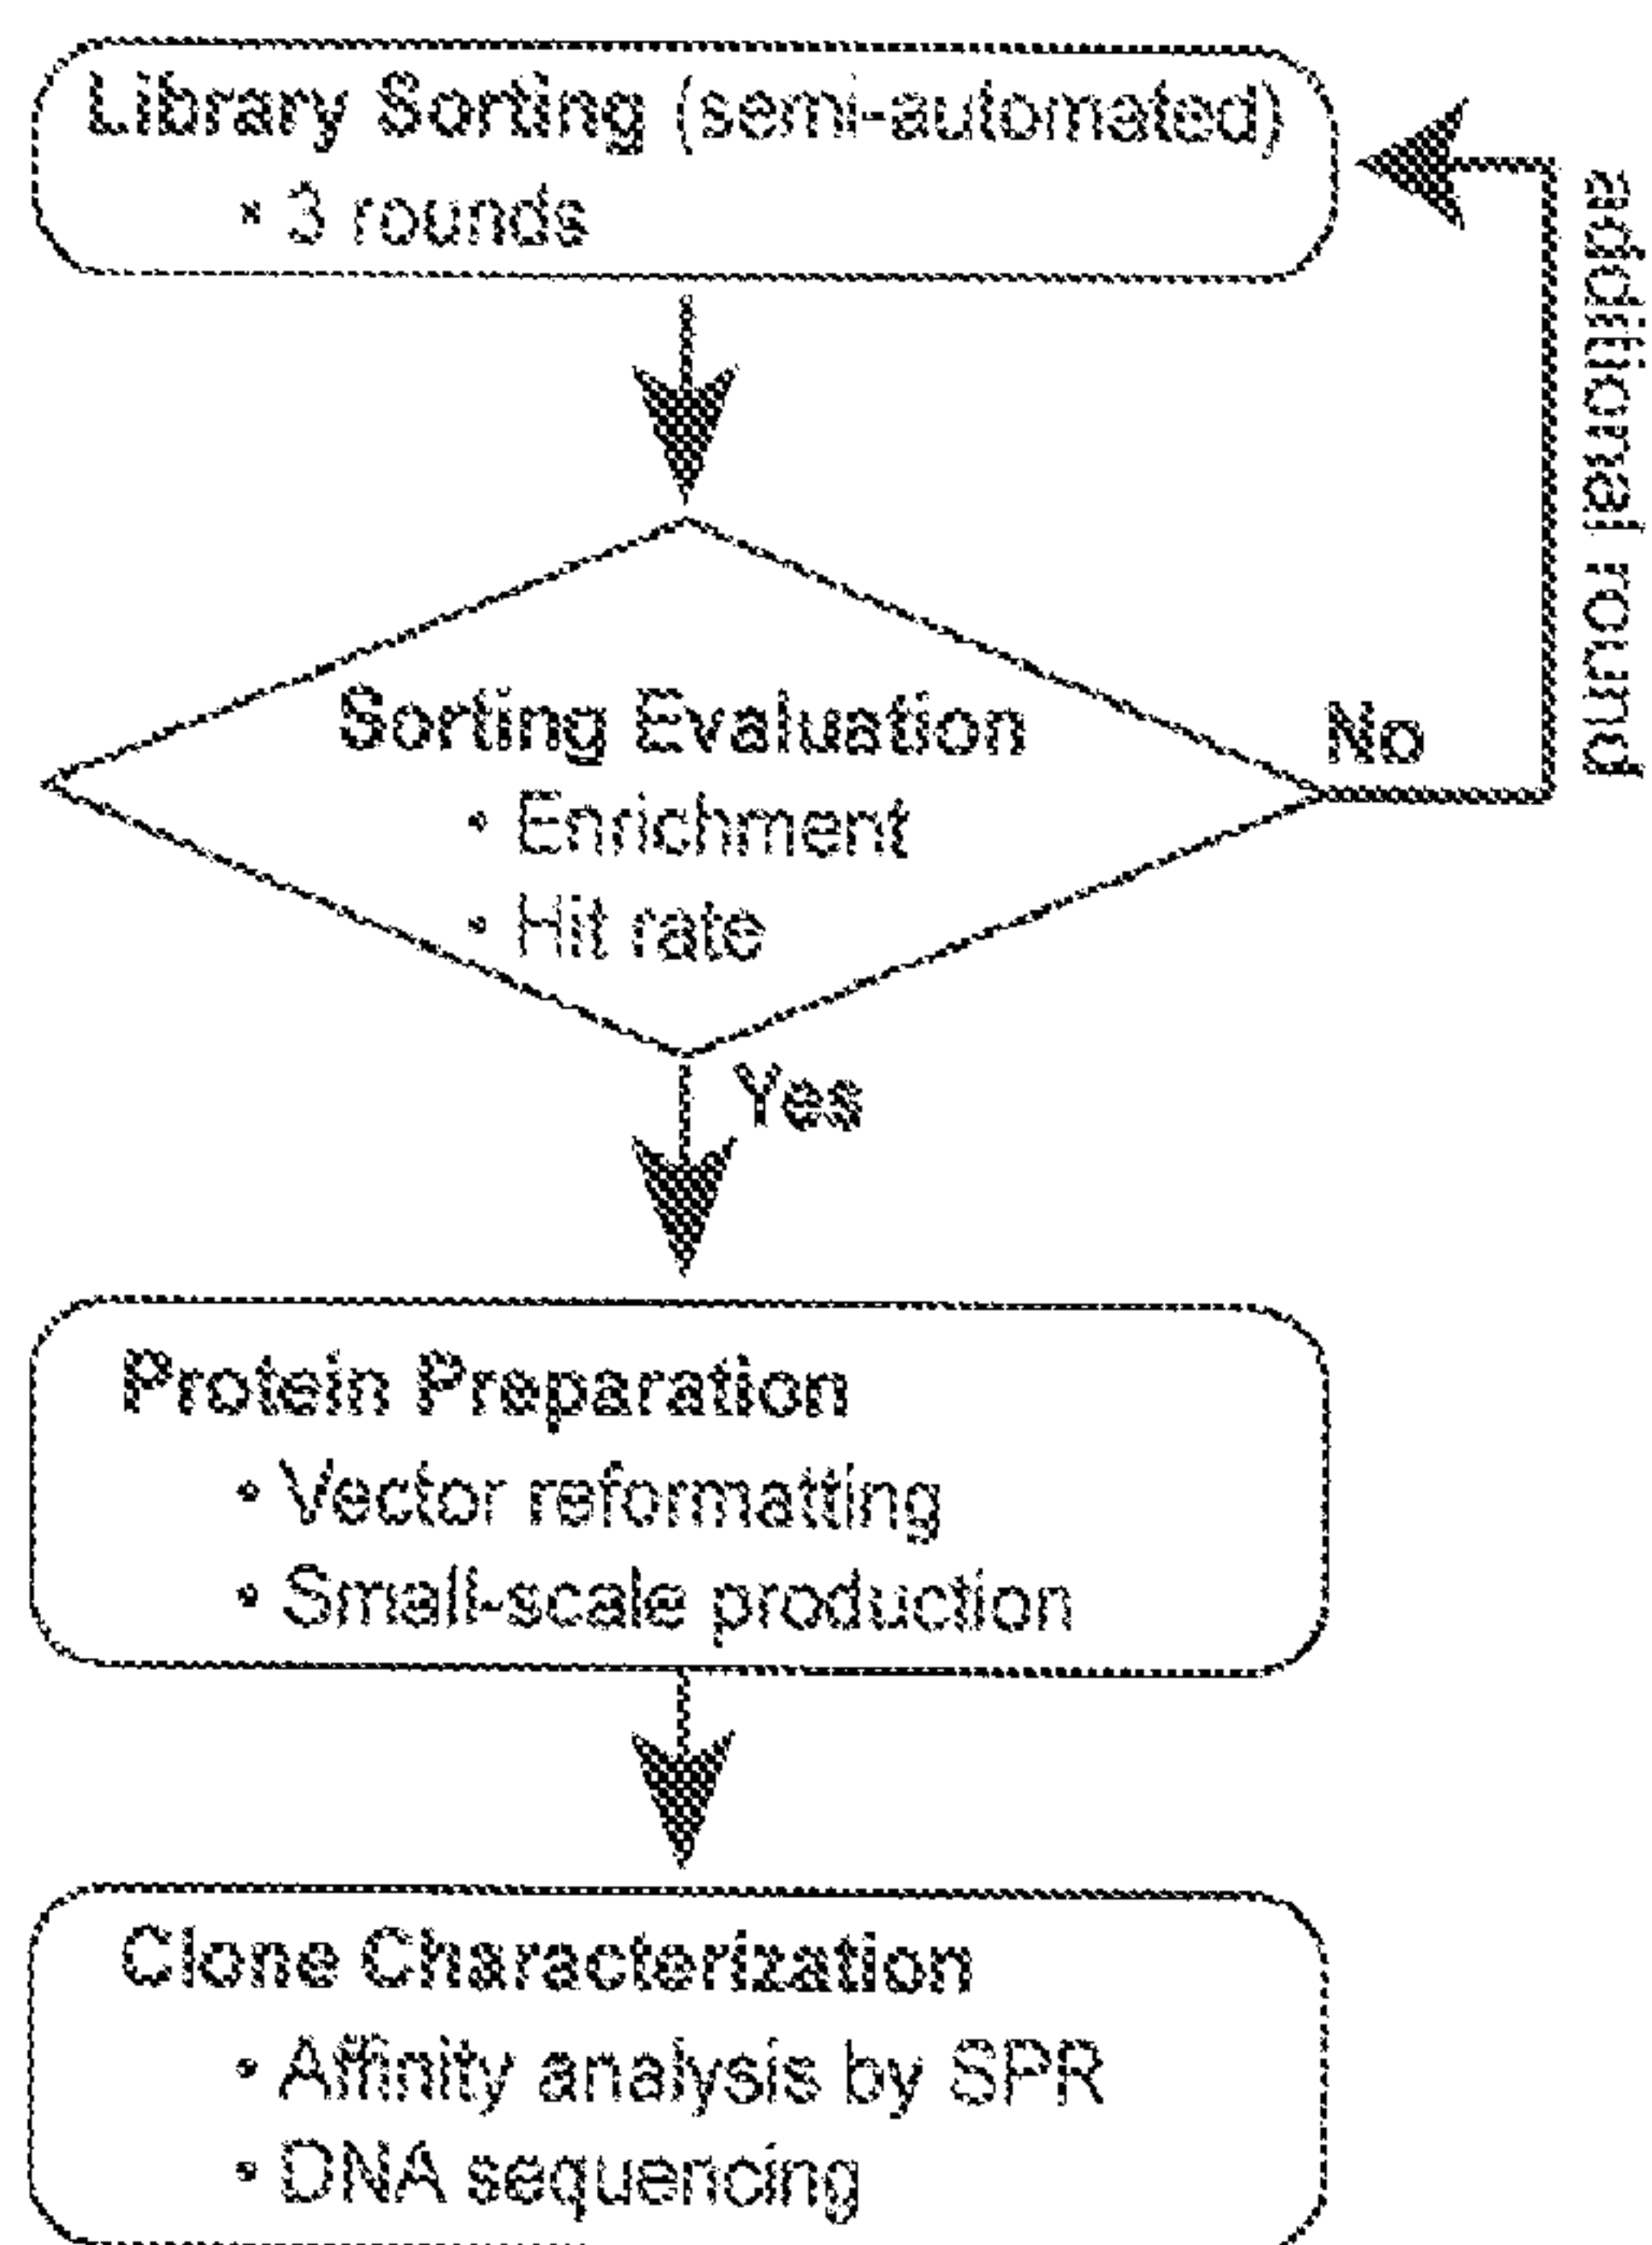 Library Sorting (semi-automated)
• 3 rounds
additional round
Sorting Evaluation
• Enrichment
• Hit rate
No
Yes
Protein Preparation
• Vector reformatting
• Small-scale production
Clone Characterization
• Affinity analysis by SPR
• DNA sequencing